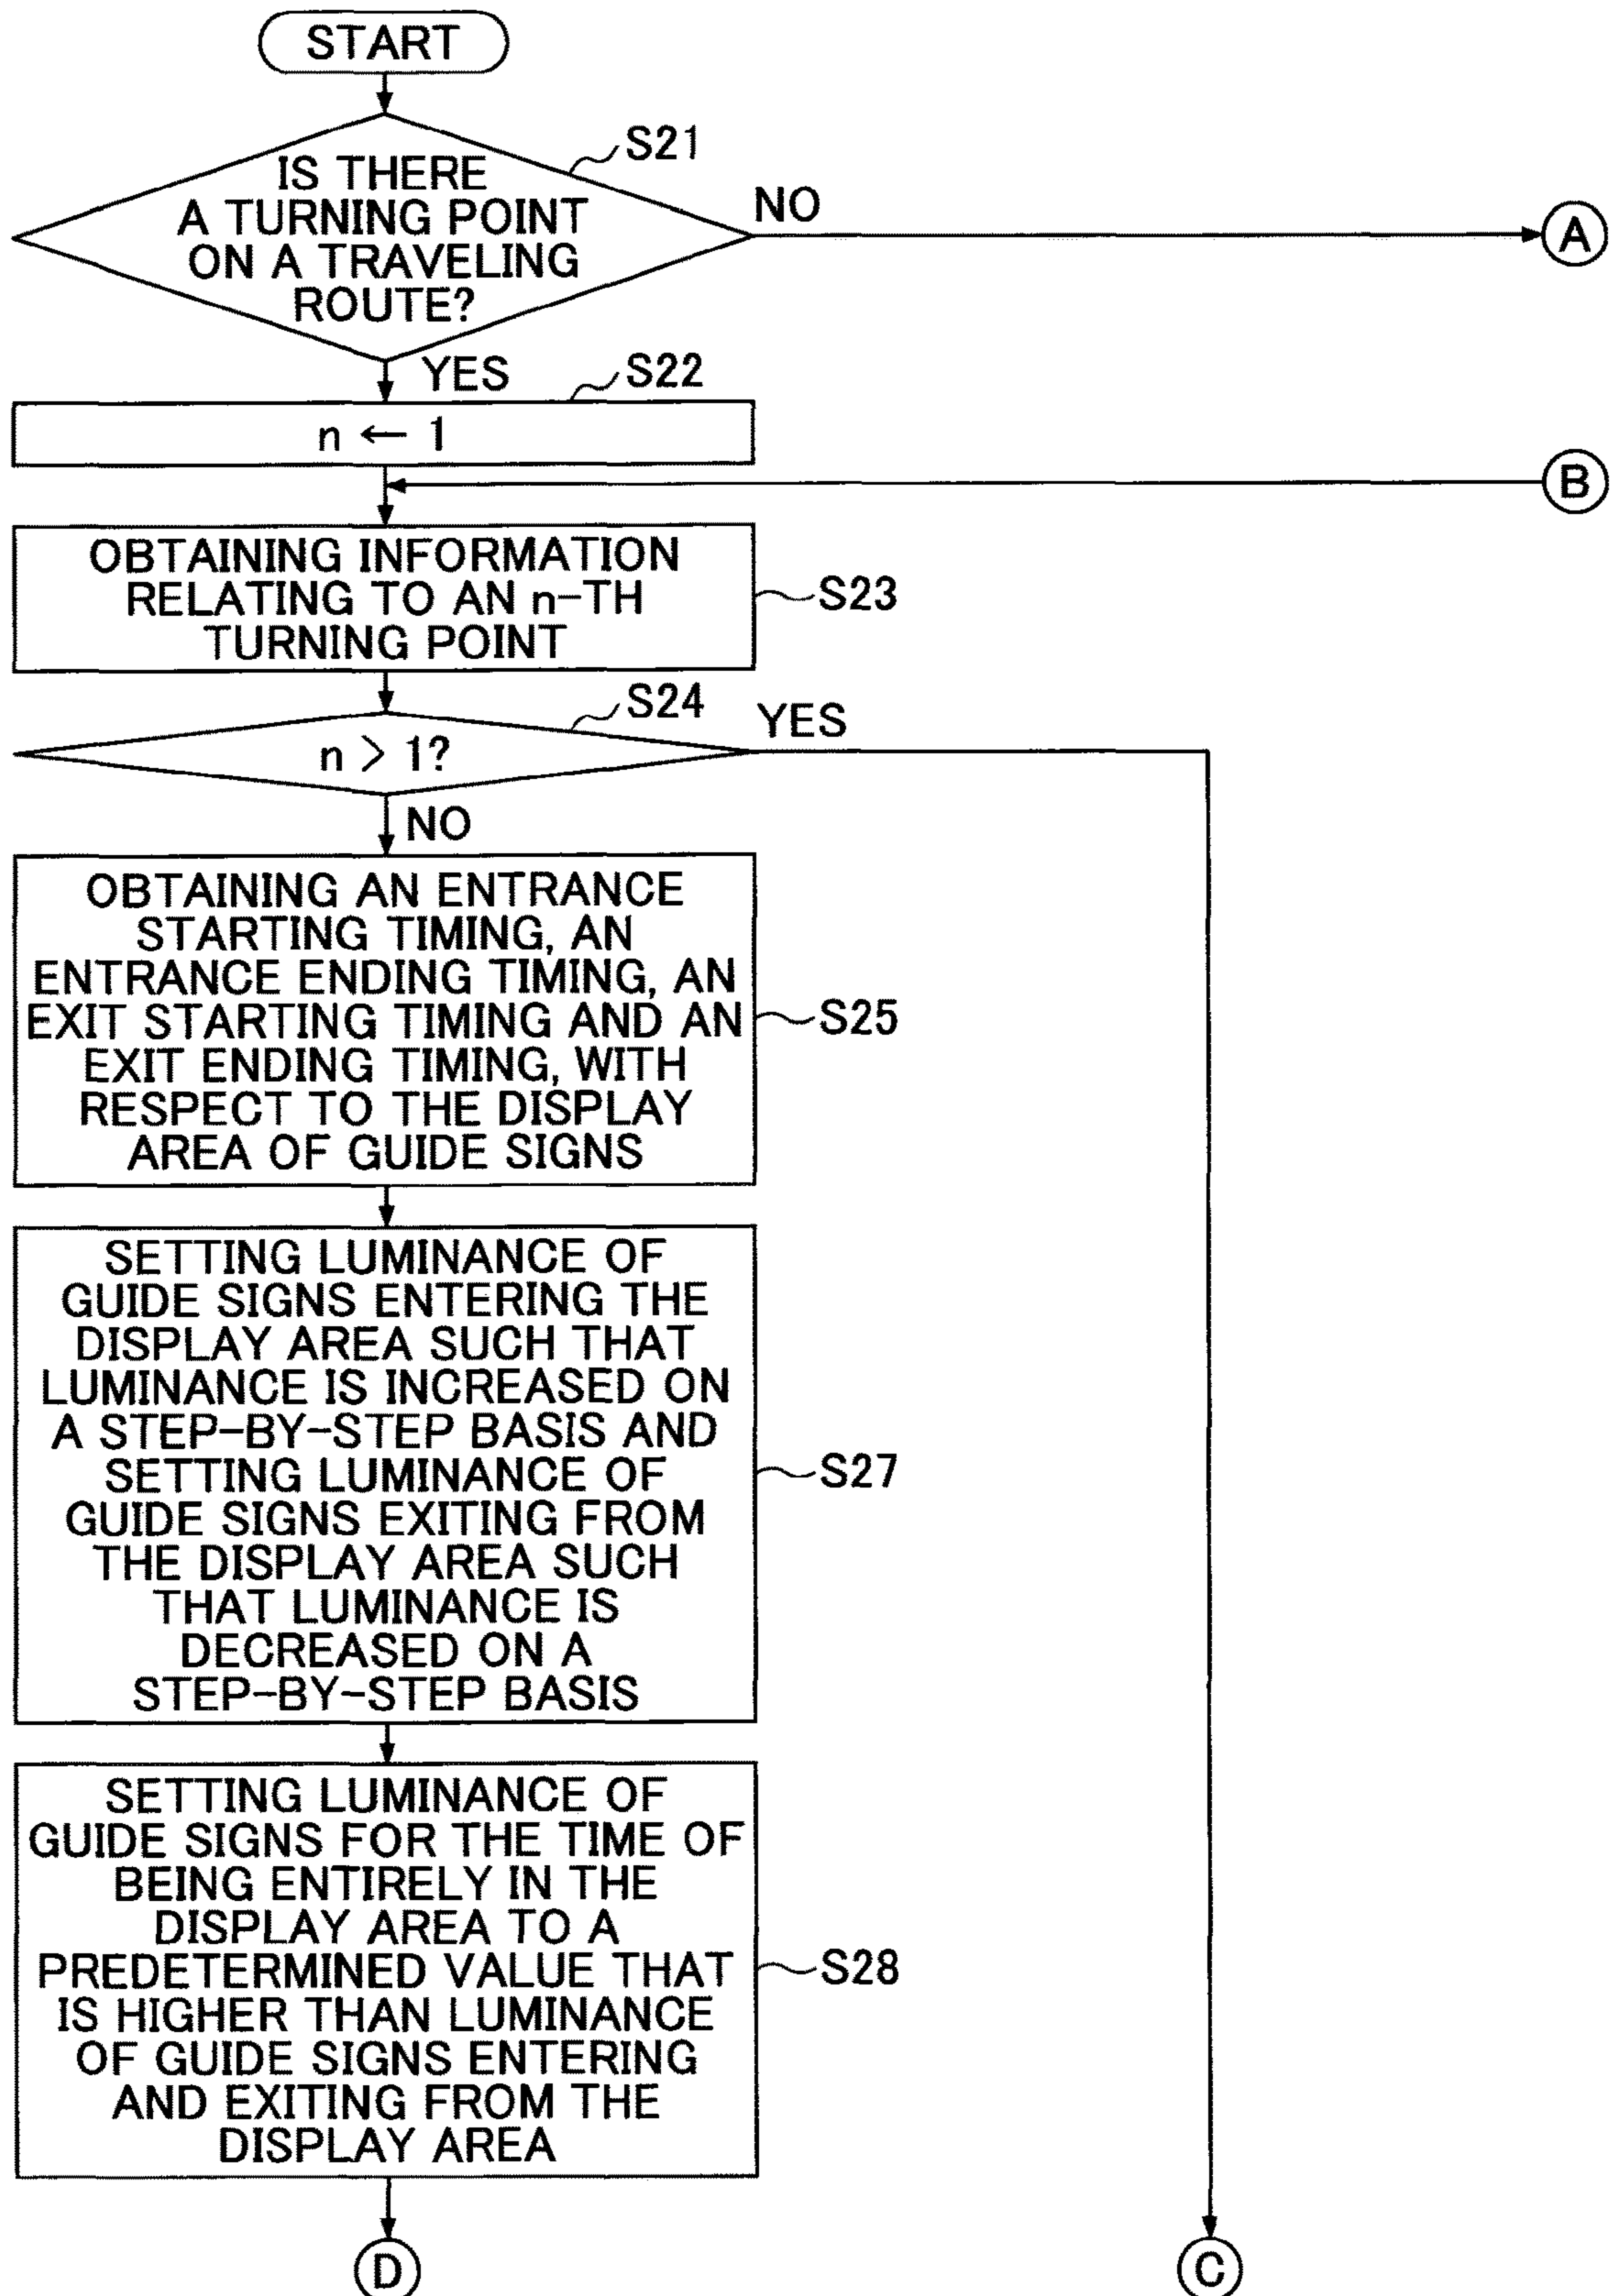 START
S21
IS THERE
A TURNING POINT
ON A TRAVELING
ROUTE?
NO
A
YES
S22
n ← 1
B
OBTAINING INFORMATION
RELATING TO AN n-TH
TURNING POINT
S23
S24
n > 1?
YES
NO
OBTAINING AN ENTRANCE
STARTING TIMING, AN
ENTRANCE ENDING TIMING, AN
EXIT STARTING TIMING AND AN
EXIT ENDING TIMING, WITH
RESPECT TO THE DISPLAY
AREA OF GUIDE SIGNS
S25
SETTING LUMINANCE OF
GUIDE SIGNS ENTERING THE
DISPLAY AREA SUCH THAT
LUMINANCE IS INCREASED ON
A STEP-BY-STEP BASIS AND
SETTING LUMINANCE OF
GUIDE SIGNS EXITING FROM
THE DISPLAY AREA SUCH
THAT LUMINANCE IS
DECREASED ON A
STEP-BY-STEP BASIS
S27
SETTING LUMINANCE OF
GUIDE SIGNS FOR THE TIME OF
BEING ENTIRELY IN THE
DISPLAY AREA TO A
PREDETERMINED VALUE THAT
IS HIGHER THAN LUMINANCE
OF GUIDE SIGNS ENTERING
AND EXITING FROM THE
DISPLAY AREA
S28
D
C